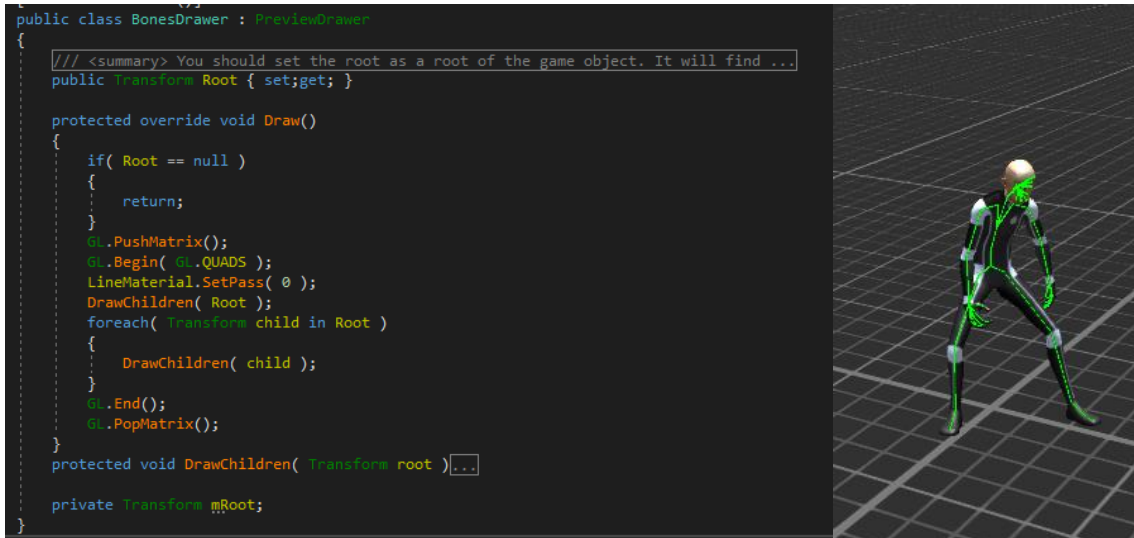 public class BonesDrawer : PreviewDrawer
{
/// <summary> You should set the root as a root of the game object. It will find ...
public Transform Root { set;get; }
protected override void Draw()
{
if( Root == null )
{
return;
}
GL.PushMatrix();
GL.Begin( GL.QUADS );
LineMaterial.SetPass( 0 );
DrawChildren( Root );
foreach( Transform child in Root )
{
DrawChildren( child );
}
GL.End();
GL.PopMatrix();
}
protected void DrawChildren( Transform root )...
private Transform mRoot;
}